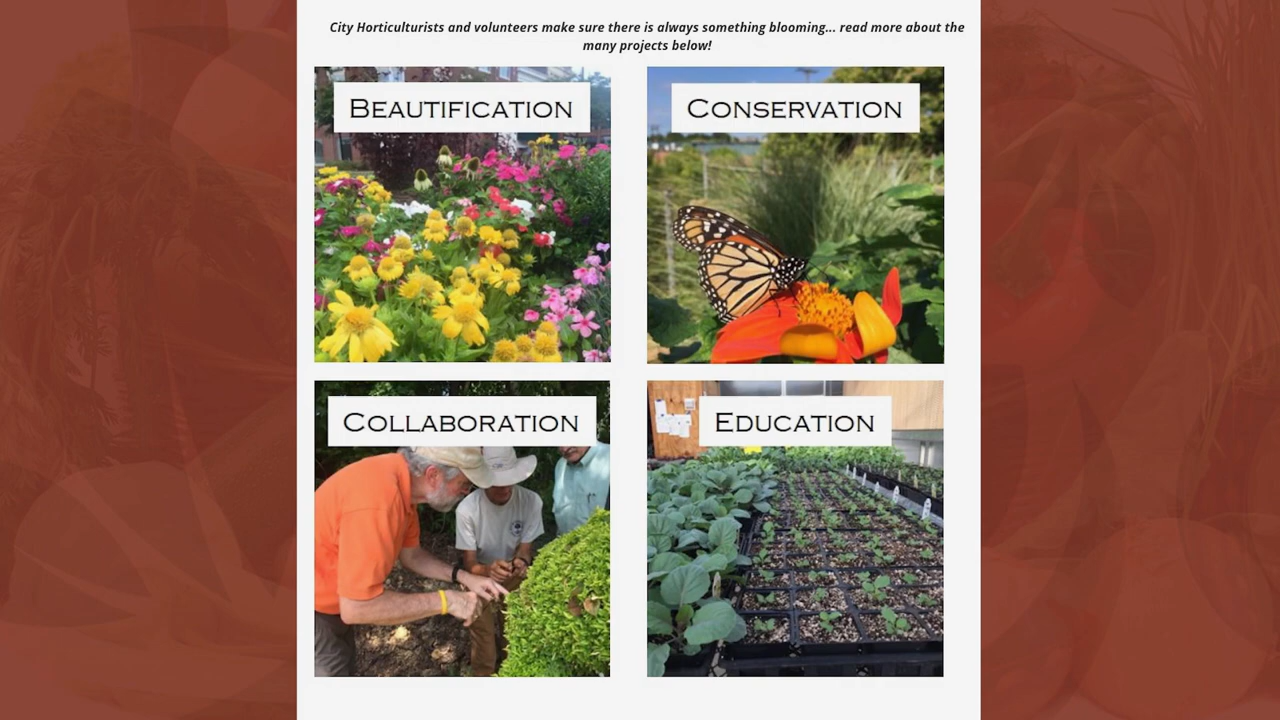 City Horticulturists and volunteers make sure there is always something blooming... read more about the
many projects below!
BEAUTIFICATION
CONSERVATION
COLLABORATION
EDUCATION